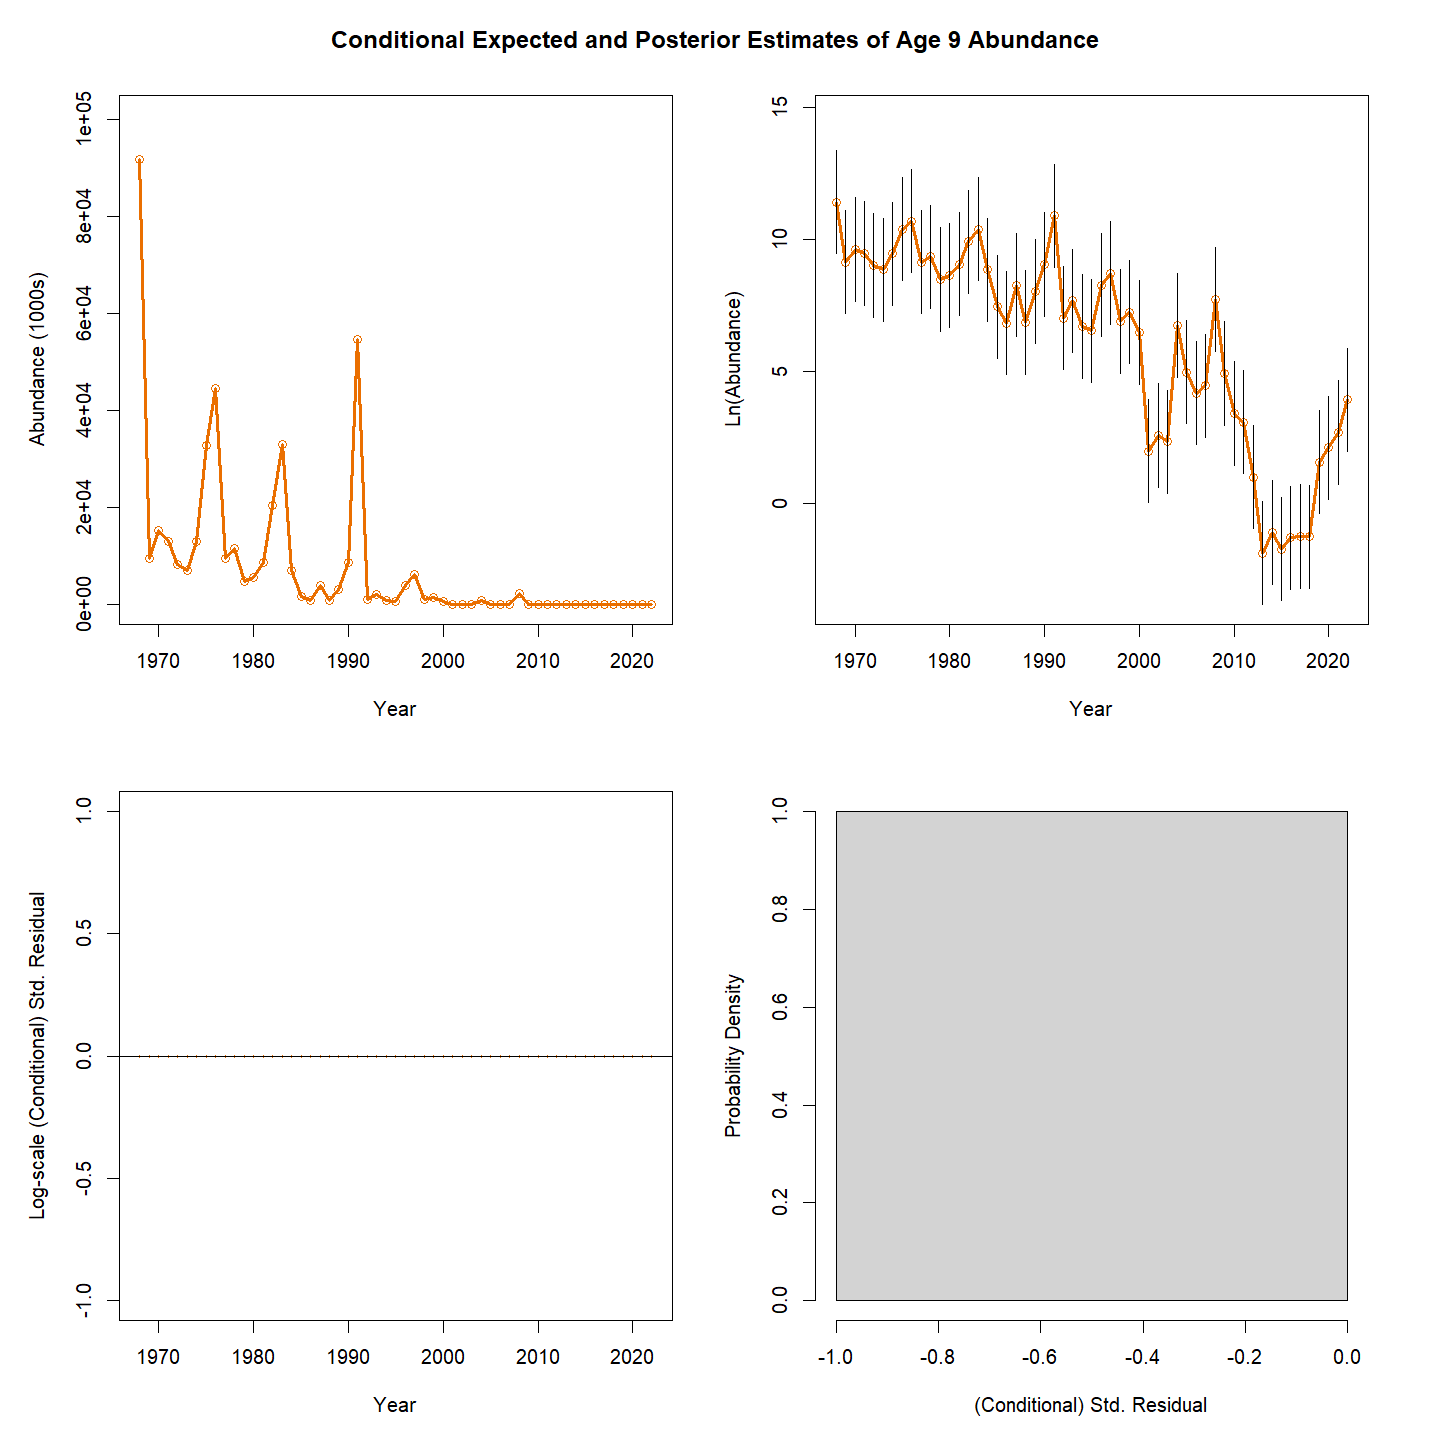 Conditional Expected and Posterior Estimates of Age 9 Abundance
Abundance (1000s)
1e+05
8e+04
6e+04
4e+04
2e+04
0e+00
1970 1980 1990 2000 2010 2020
Year
Ln(Abundance)
15
10
5
0
1970 1980 1990 2000 2010 2020
Year
Log-scale (Conditional) Std. Residual
1.0
0.5
0.0
-0.5
-1.0
1970 1980 1990 2000 2010 2020
Year
Probability Density
1.0
0.8
0.6
0.4
0.2
0.0
-1.0 -0.8 -0.6 -0.4 -0.2 0.0
(Conditional) Std. Residual